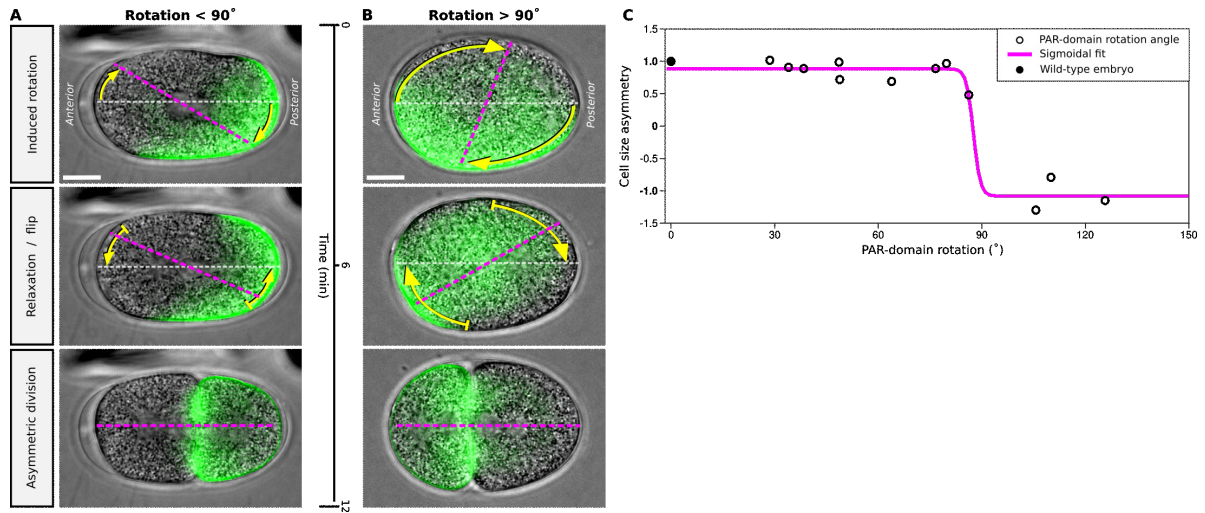 A
Rotation < 90˚
B
Rotation > 90˚
C
Induced rotation
Anterior
Posterior
Anterior
Posterior
Relaxation / flip
Asymmetric division
0
Time (min)
6
12
Cell size asymmetry
1.5
1.0
0.5
0
-0.5
-1.0
-1.5
PAR-domain rotation angle
Sigmoidal fit
Wild-type embryo
0
30
60
90
120
150
PAR-domain rotation (˚)